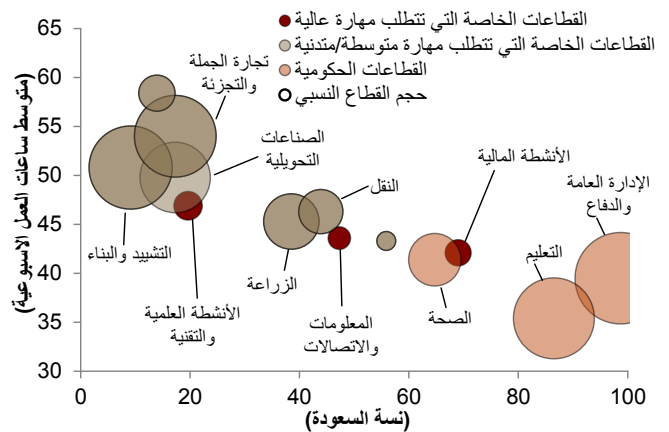 القطاعات الخاصة التي تتطلب مهارة عالية
القطاعات الخاصة التي تتطلب مهارة متوسطة/متدنية
القطاعات الحكومية
حجم القطاع النسبي
65
60
55
50
45
40
35
30
(متوسط ساعات العمل الاسبوعية)
تجارة الجملة
والتجزئة
الصناعات
التحويلية
التشييد والبناء
الأنشطة العلمية
والتقنية
الزراعة
النقل
المعلومات
والاتصالات
الأنشطة المالية
الصحة
التعليم
الإدارة العامة
والدفاع
0
20
40
60
80
100
(نسة السعودة)